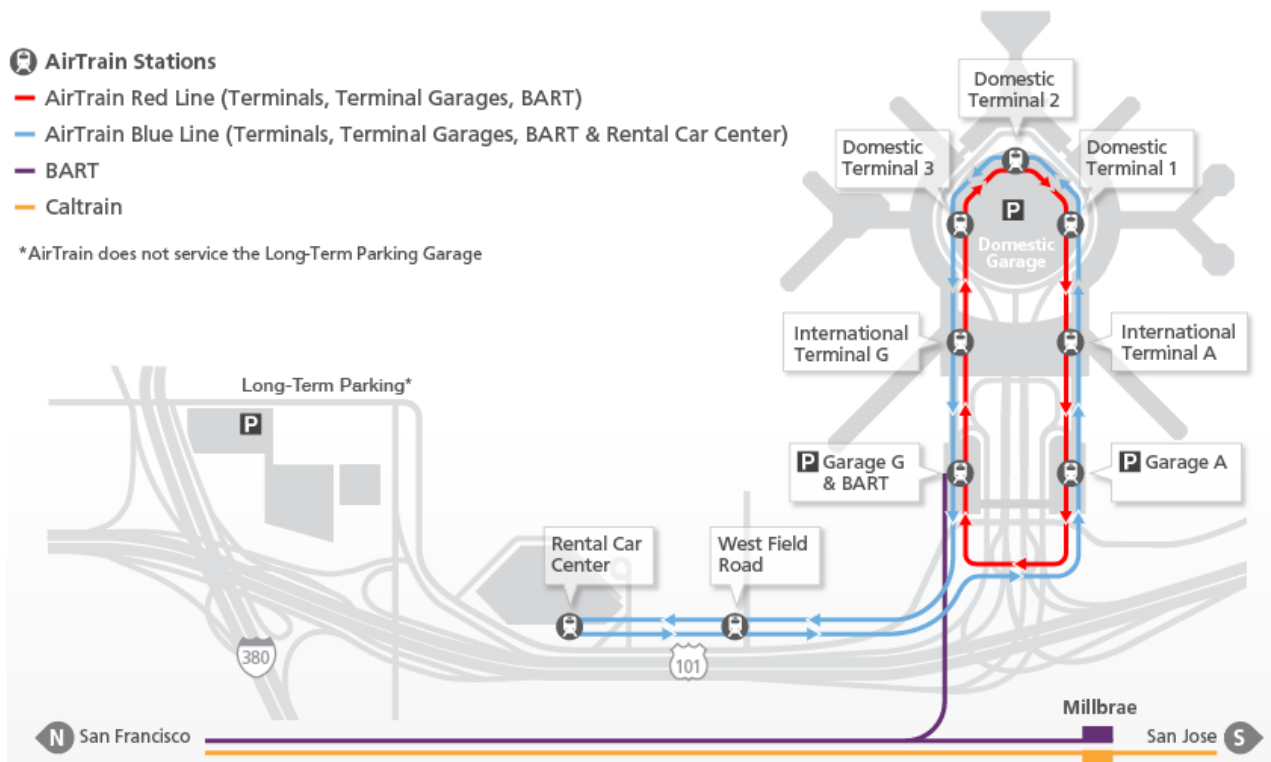 AirTrain Stations
AirTrain Red Line (Terminals, Terminal Garages, BART)
AirTrain Blue Line (Terminals, Terminal Garages, BART & Rental Car Center)
BART
Caltrain
*AirTrain does not service the Long-Term Parking Garage
Domestic
Terminal 2
Domestic
Terminal 3
Domestic
Terminal 1
P
Domestic
Garage
International
Terminal G
International
Terminal A
Long-Term Parking*
P
P Garage G
& BART
P Garage A
Rental Car
Center
West Field
Road
380
101
Millbrae
N San Francisco
San Jose S